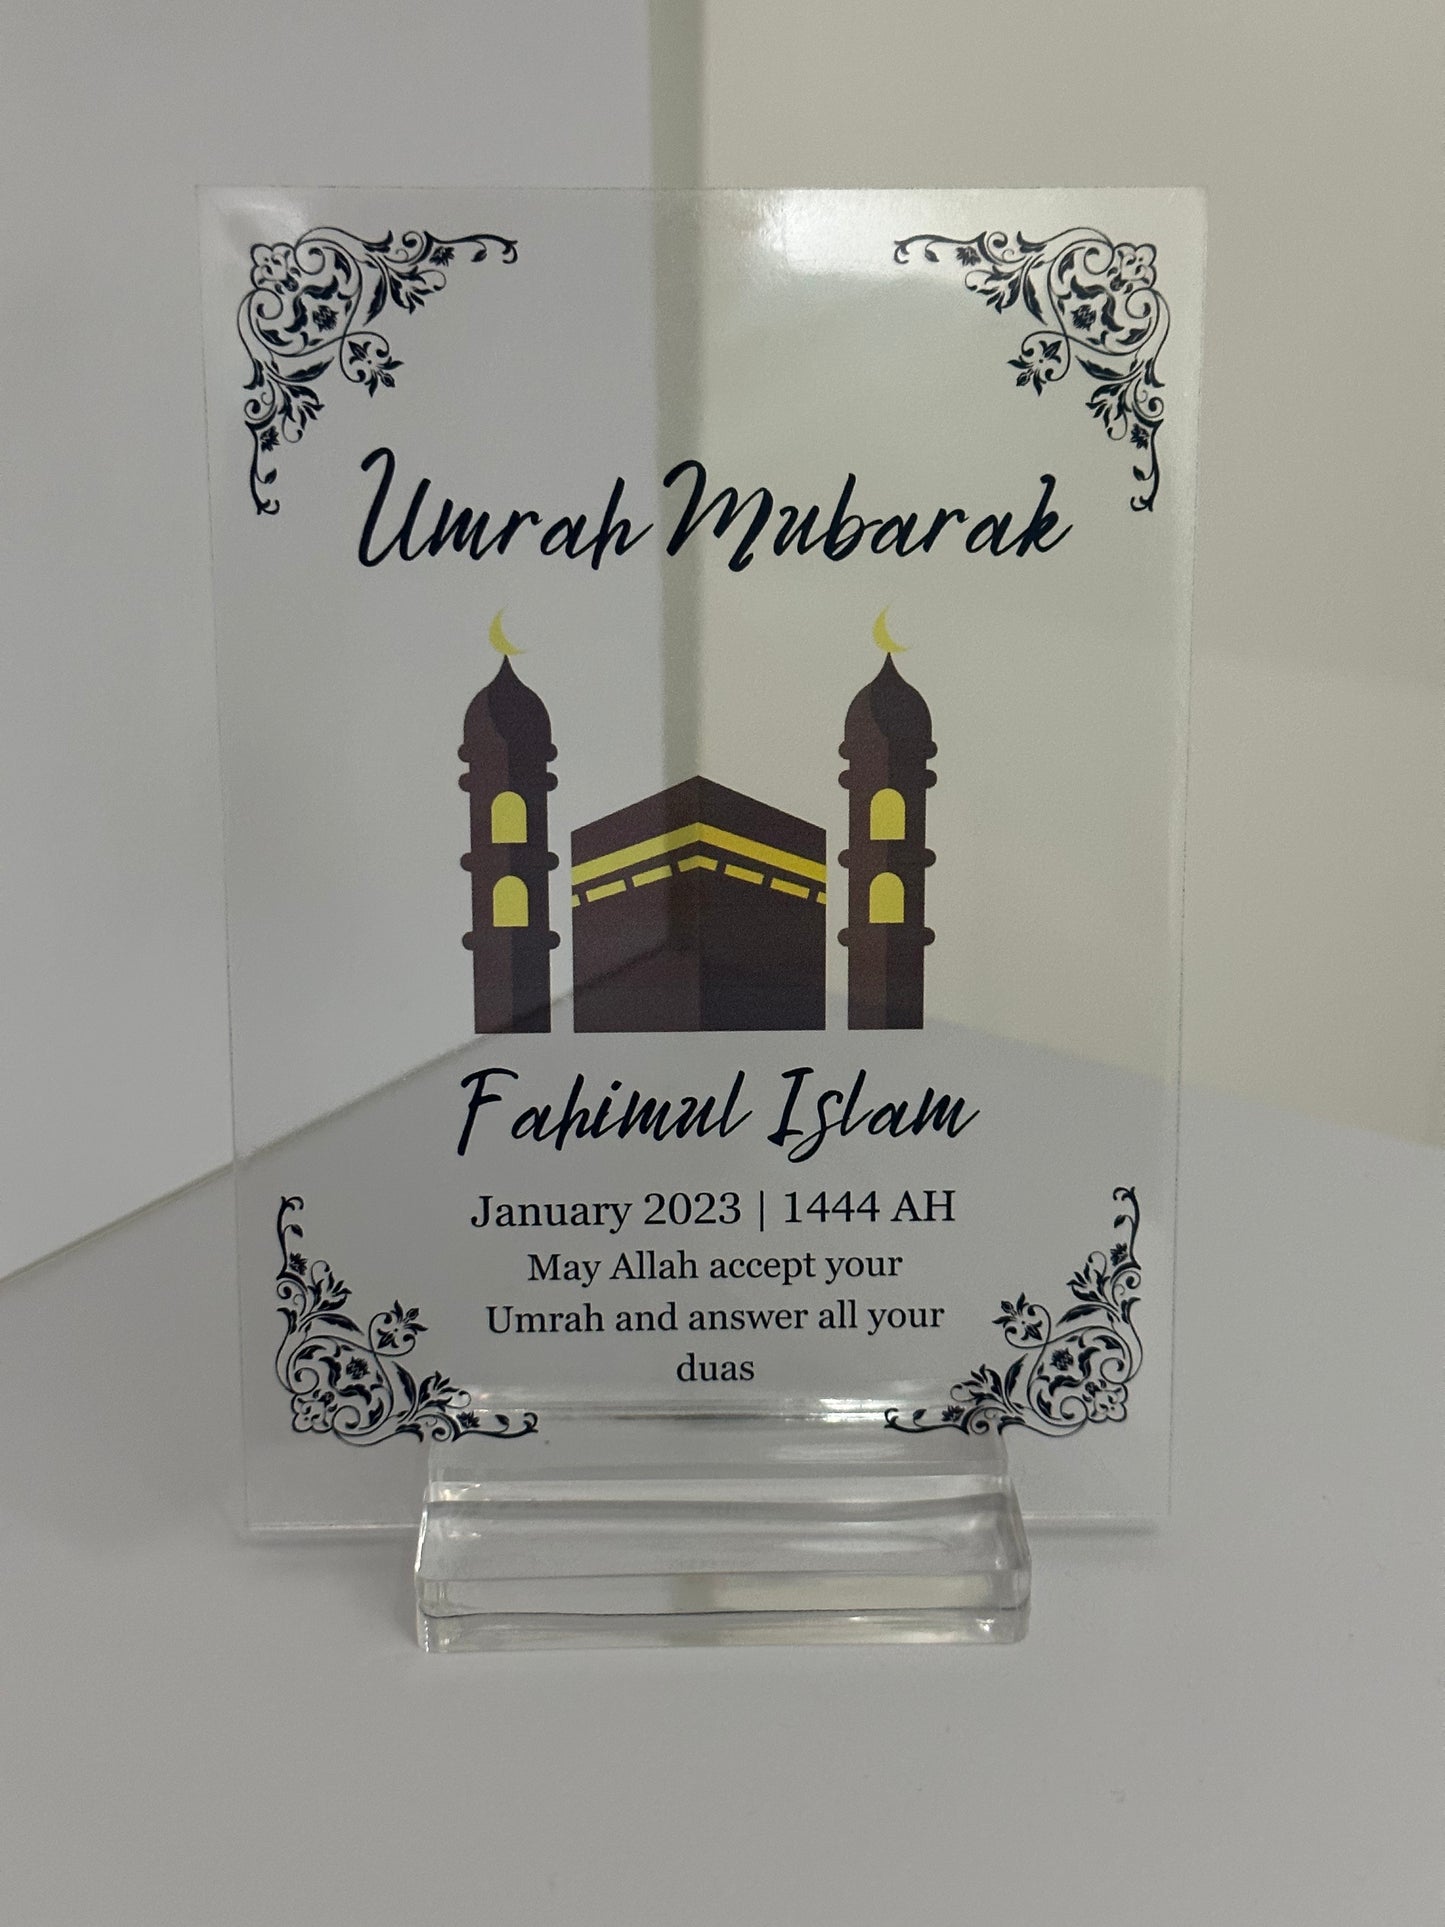 Umrah Mubarak
Fahimul Islam
January 2023 | 1444 AH
May Allah accept your
Umrah and answer all your
duas